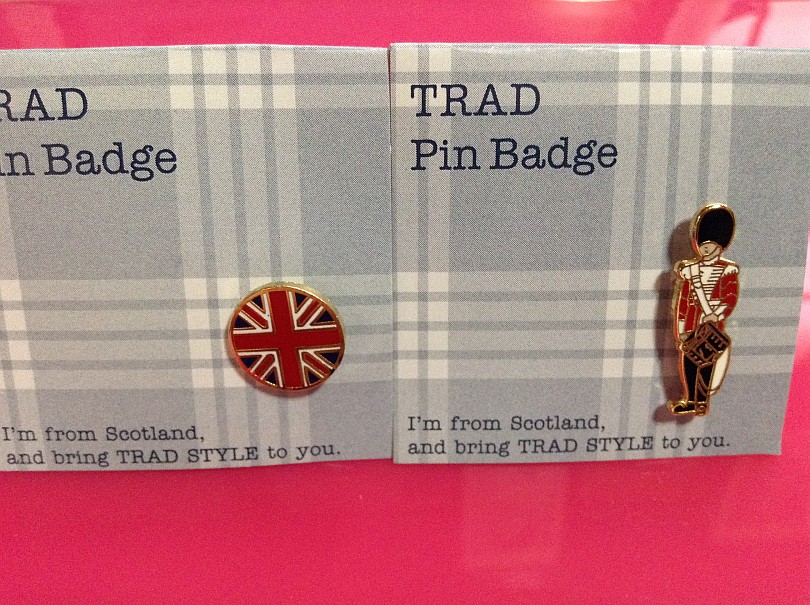 RAD
in Badge
I'm from Scotland,
and bring TRAD STYLE to you.
TRAD
Pin Badge
I'm from Scotland,
and bring TRAD STYLE to you.